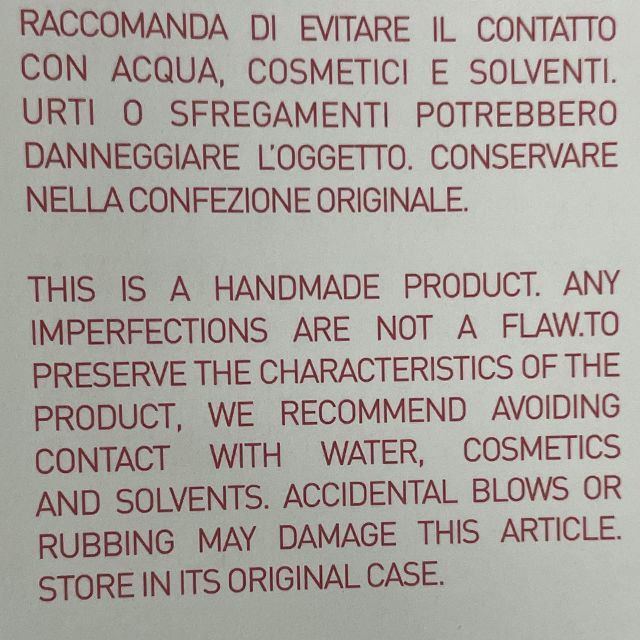 RACCOMANDA DI EVITARE IL CONTATTO
CON ACQUA, COSMETICI E SOLVENTI.
URTI O SFREGAMENTI POTREBBERO
DANNEGGIARE L'OGGETTO. CONSERVARE
NELLA CONFEZIONE ORIGINALE.
THIS IS A HANDMADE PRODUCT. ANY
IMPERFECTIONS ARE NOT A FLAW.TO
PRESERVE THE CHARACTERISTICS OF THE
PRODUCT, WE RECOMMEND AVOIDING
CONTACT WITH WATER, COSMETICS
AND SOLVENTS. ACCIDENTAL BLOWS OR
RUBBING MAY DAMAGE THIS ARTICLE.
STORE IN ITS ORIGINAL CASE.